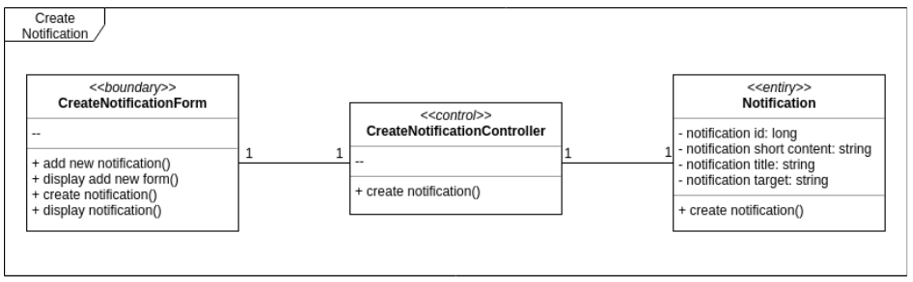 Create
Notification
<<boundary>>
CreateNotificationForm
--
+ add new notification()
+ display add new form()
+ create notification()
+ display notification()
1
1
<<control>>
CreateNotificationController
--
+ create notification()
1
1
<<entiry>>
Notification
- notification id: long
- notification short content: string
- notification title: string
- notification target: string
+ create notification()